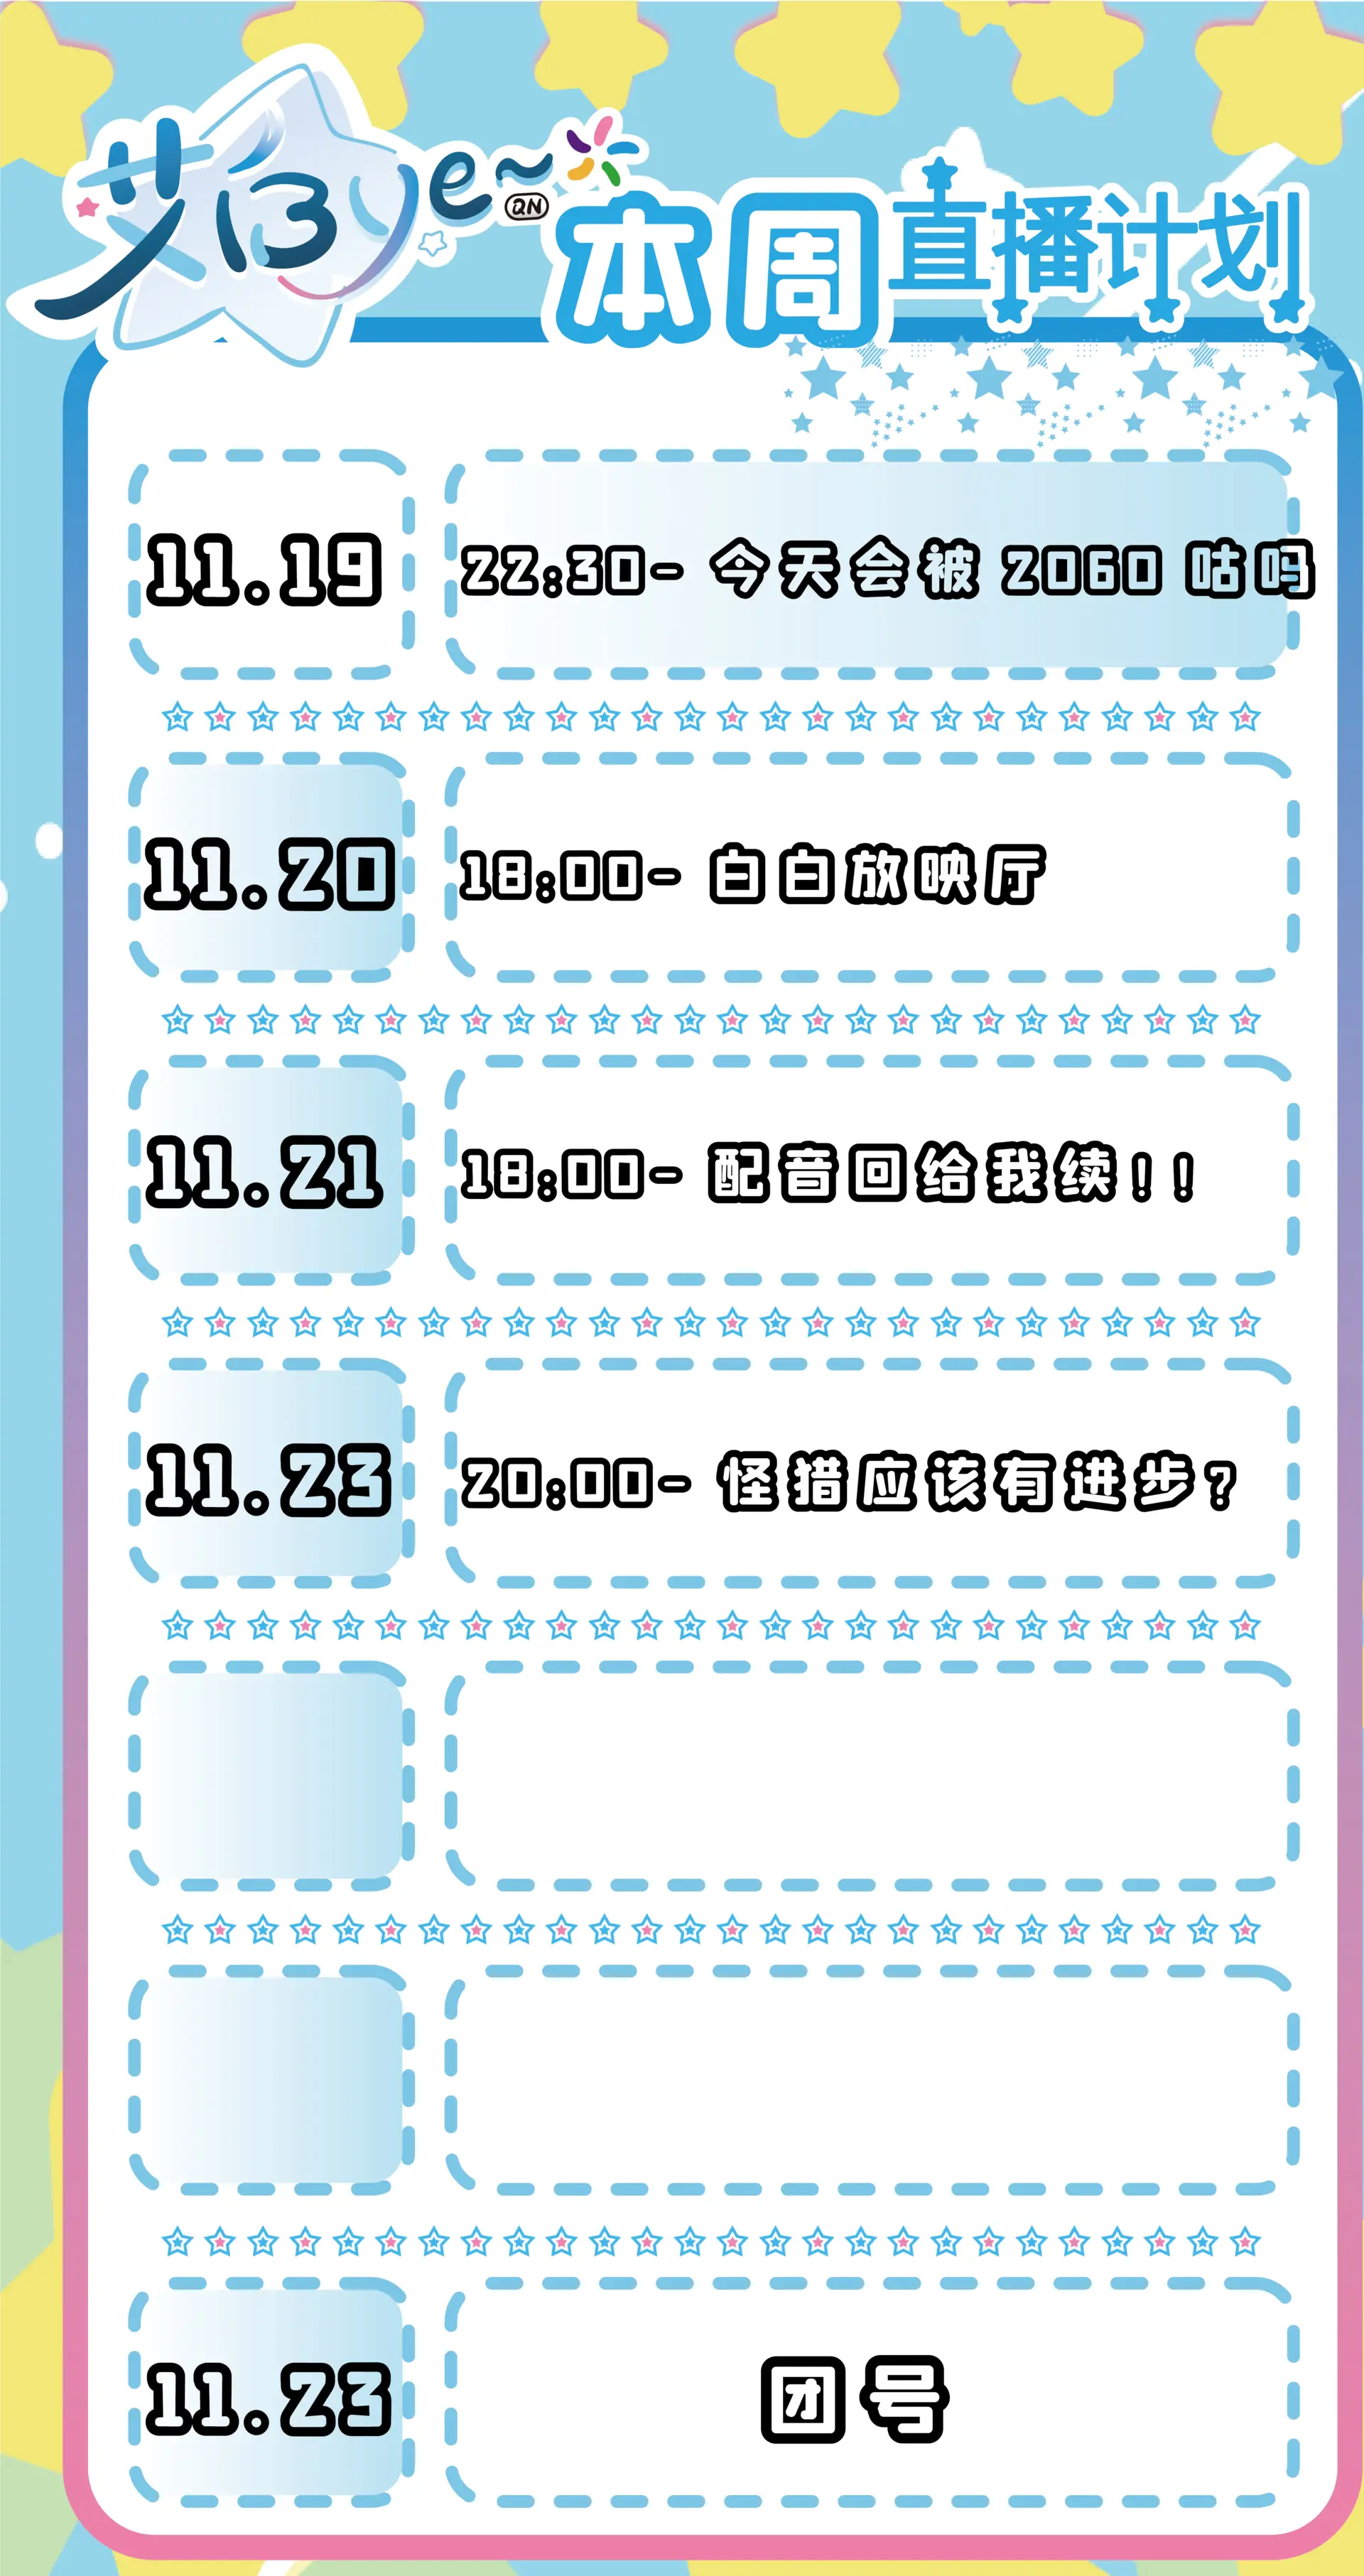 艾白ye~
QN
本周直播计划
11.19
22:30- 今天会被 2060 咕吗
11.20
18:00- 白白放映厅
11.21
18:00- 配音回给我续!!
11.23
20:00- 怪猎应该有进步?
11.23
团号